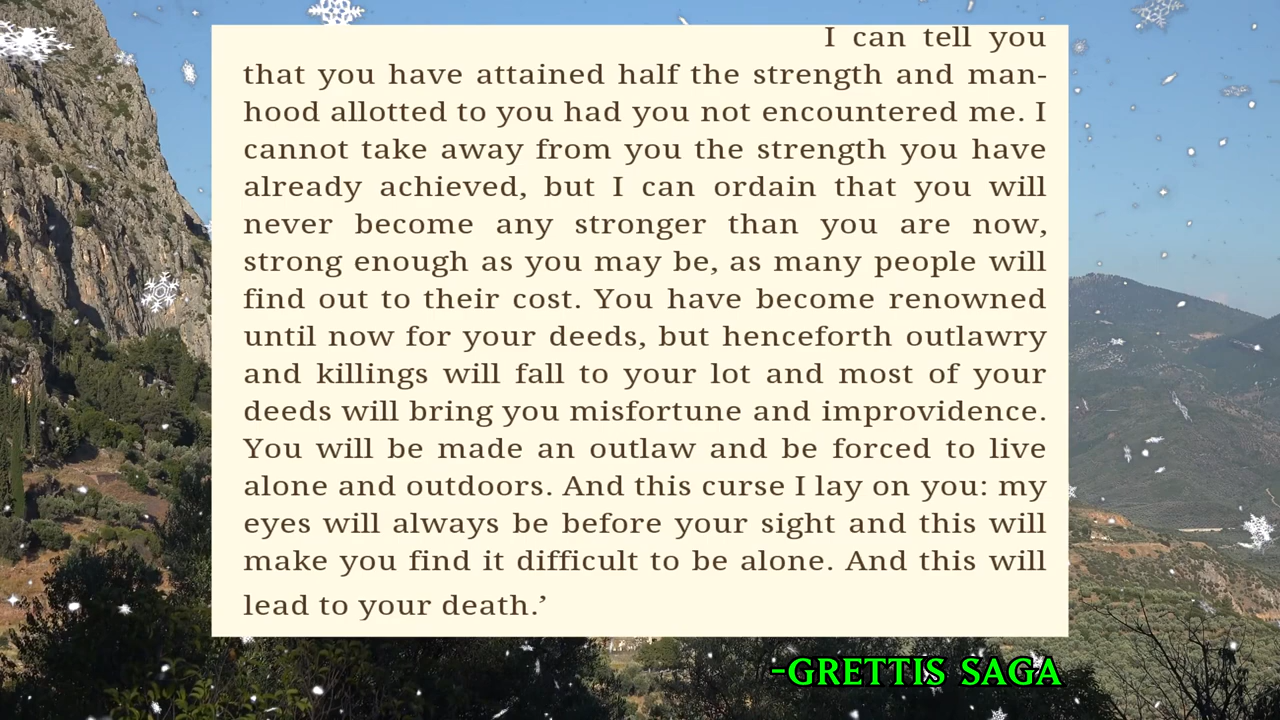 I can tell you
that you have attained half the strength and man-
hood allotted to you had you not encountered me. I
cannot take away from you the strength you have
already achieved, but I can ordain that you will
never become any stronger than you are now,
strong enough as you may be, as many people will
find out to their cost. You have become renowned
until now for your deeds, but henceforth outlawry
and killings will fall to your lot and most of your
deeds will bring you misfortune and improvidence.
You will be made an outlaw and be forced to live
alone and outdoors. And this curse I lay on you: my
eyes will always be before your sight and this will
make you find it difficult to be alone. And this will
lead to your death.’
-GRETTIS SAGA